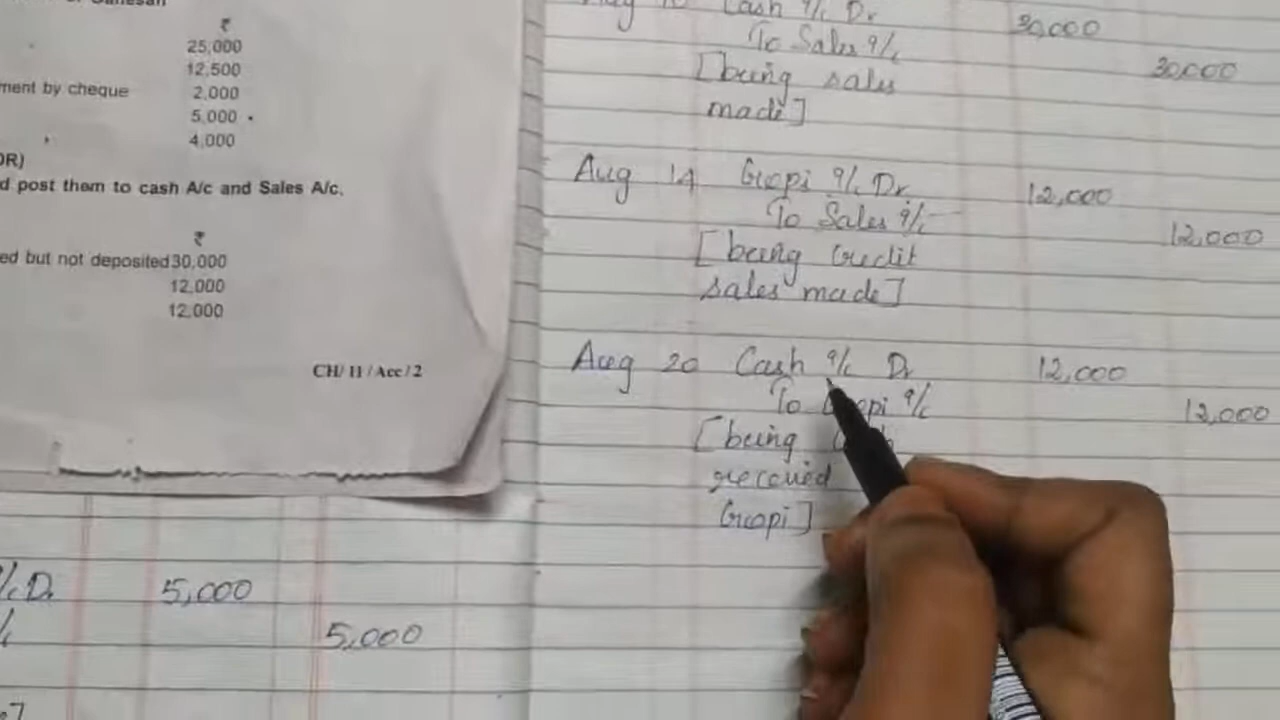 ₹
25,000
12,500
ment by cheque 2,000
5,000
4,000
OR)
d post them to cash A/c and Sales A/c.
₹
ed but not deposited 30,000
12,000
12,000
CH/11/Acc/2
Cash A/c Dr 30,000
To Sales A/c 30,000
[being sales
made]
Aug 14 Gopi A/c Dr. 12,000
To Sales A/c 12,000
[being credit
sales made]
Aug 20 Cash A/c Dr 12,000
To Gopi A/c 12,000
[being
received
Gopi]
/c D. 5,000
/c 5,000